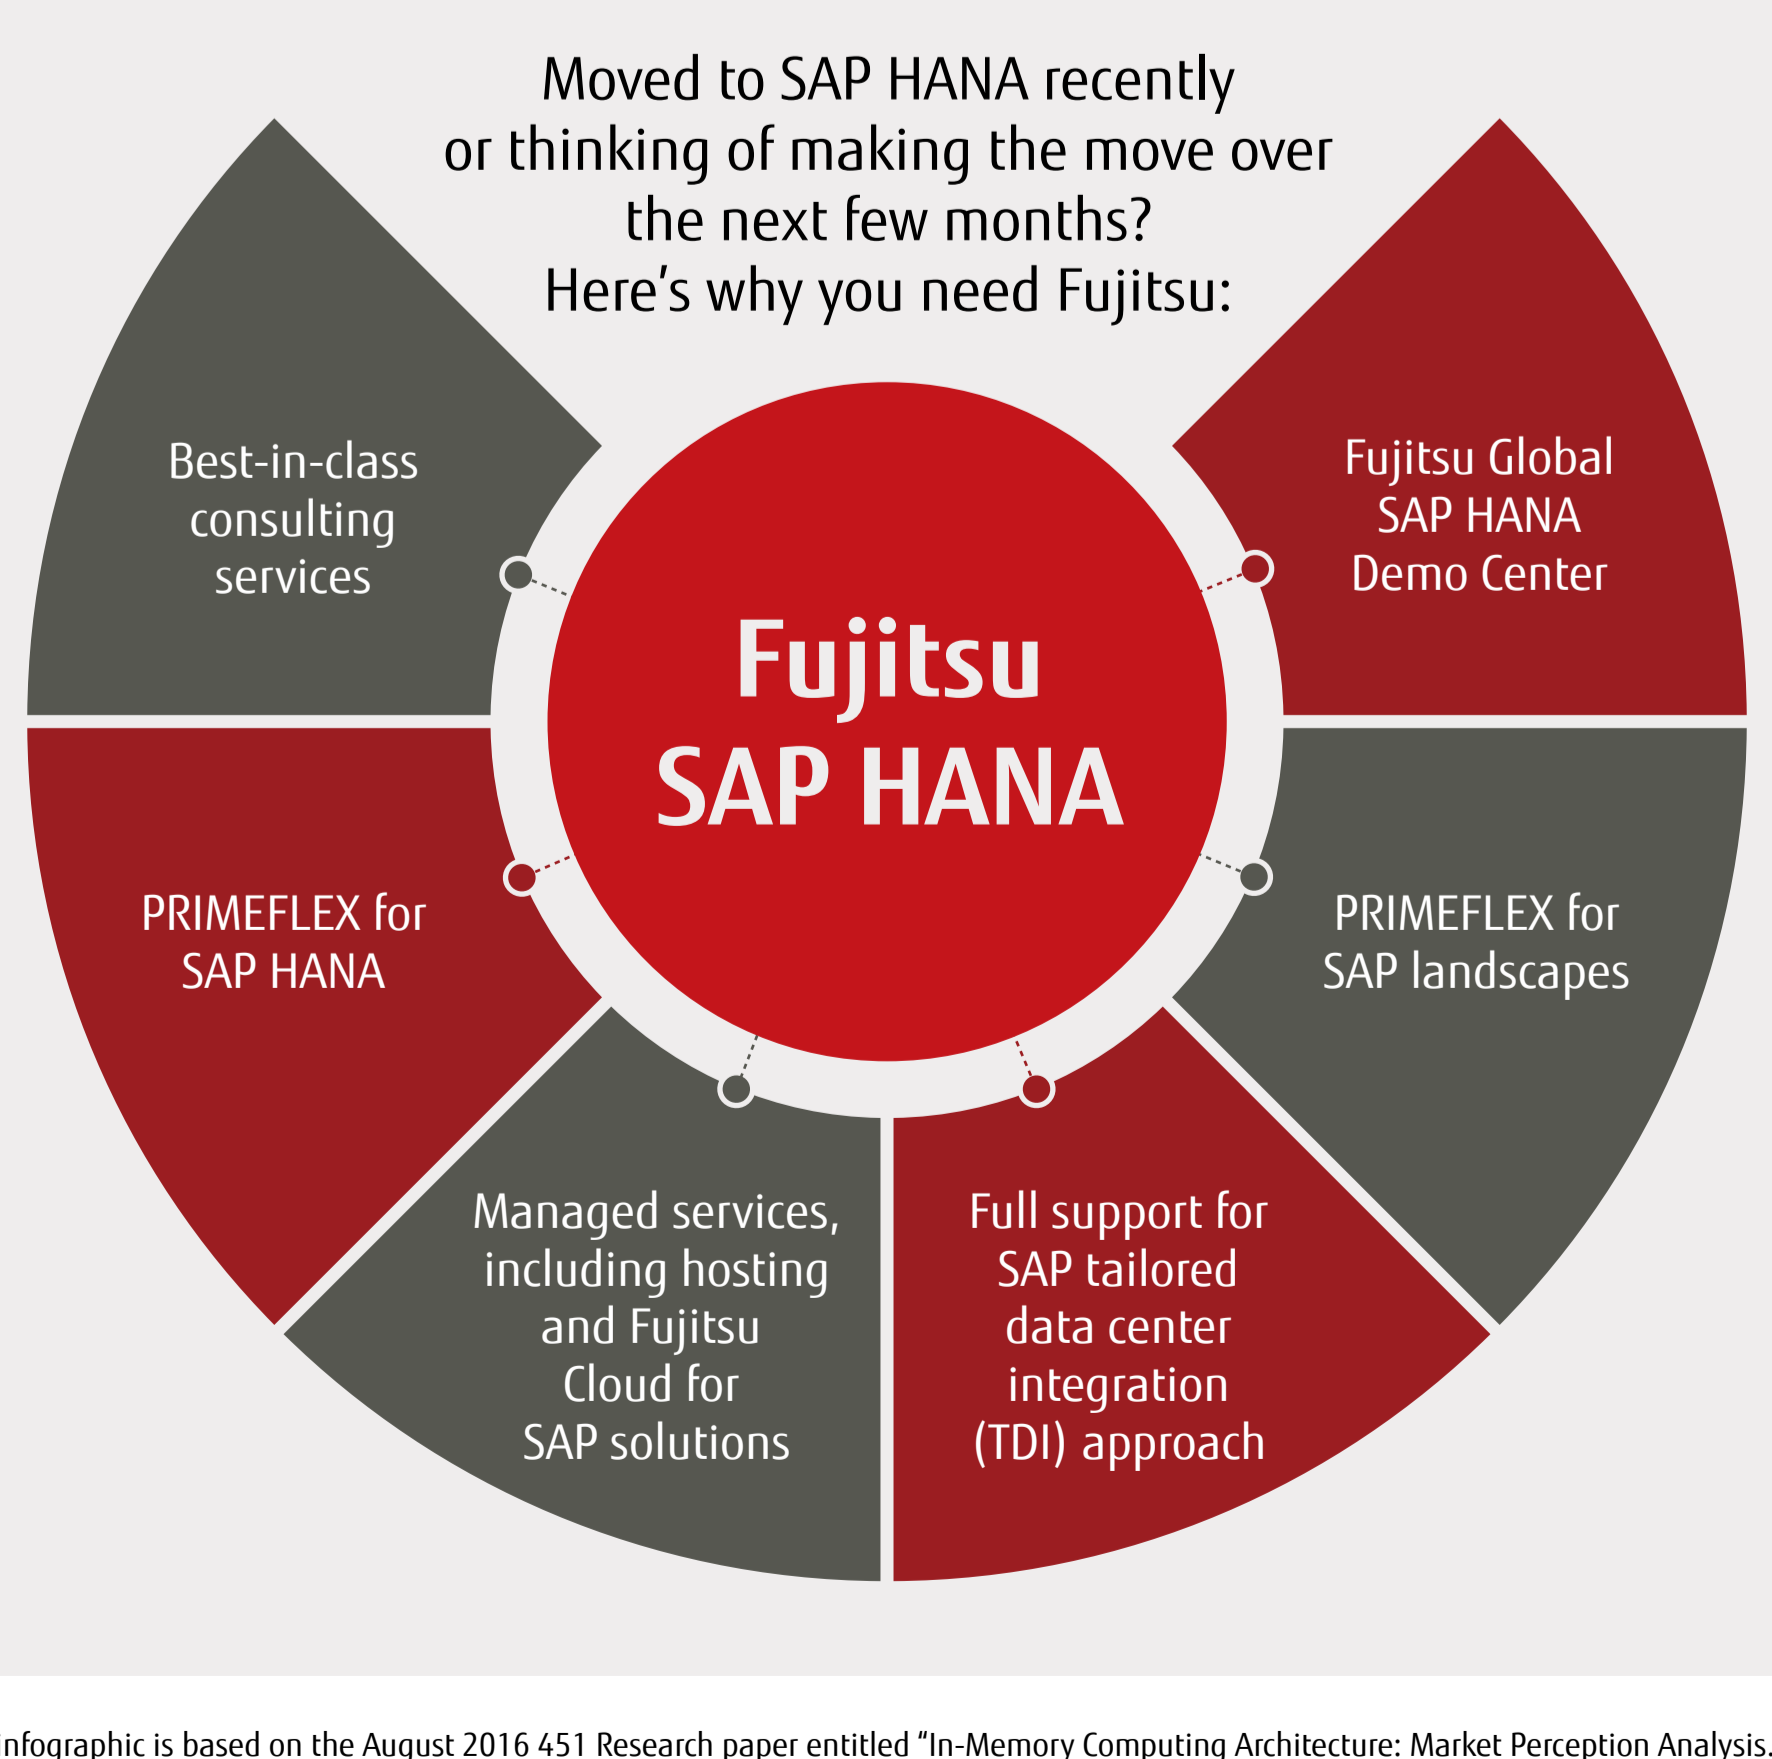 Moved to SAP HANA recently
or thinking of making the move over
the next few months?
Here's why you need Fujitsu:
Best-in-class
consulting
services
Fujitsu Global
SAP HANA
Demo Center
Fujitsu
SAP HANA
PRIMEFLEX for
SAP HANA
PRIMEFLEX for
SAP landscapes
Managed services,
including hosting
and Fujitsu
Cloud for
SAP solutions
Full support for
SAP tailored
data center
integration
(TDI) approach
infographic is based on the August 2016 451 Research paper entitled “In-Memory Computing Architecture: Market Perception Analysis.